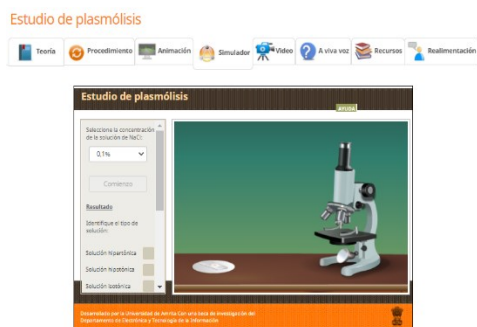 Estudio de plasmólisis
Teoría Procedimiento Animación Simulador Video A viva voz Recursos Realimentación
Estudio de plasmólisis
AYUDA
Seleccione la concentración
de la solución de NaCl:
0,1%
Comienzo
Resultado
Identifique el tipo de
solución:
Solución hipertónica
Solución hipotónica
Solución isotónica
Desarrollado por la Universidad de Amrita Con una beca de investigación del
Departamento de Electrónica y Tecnología de la Información